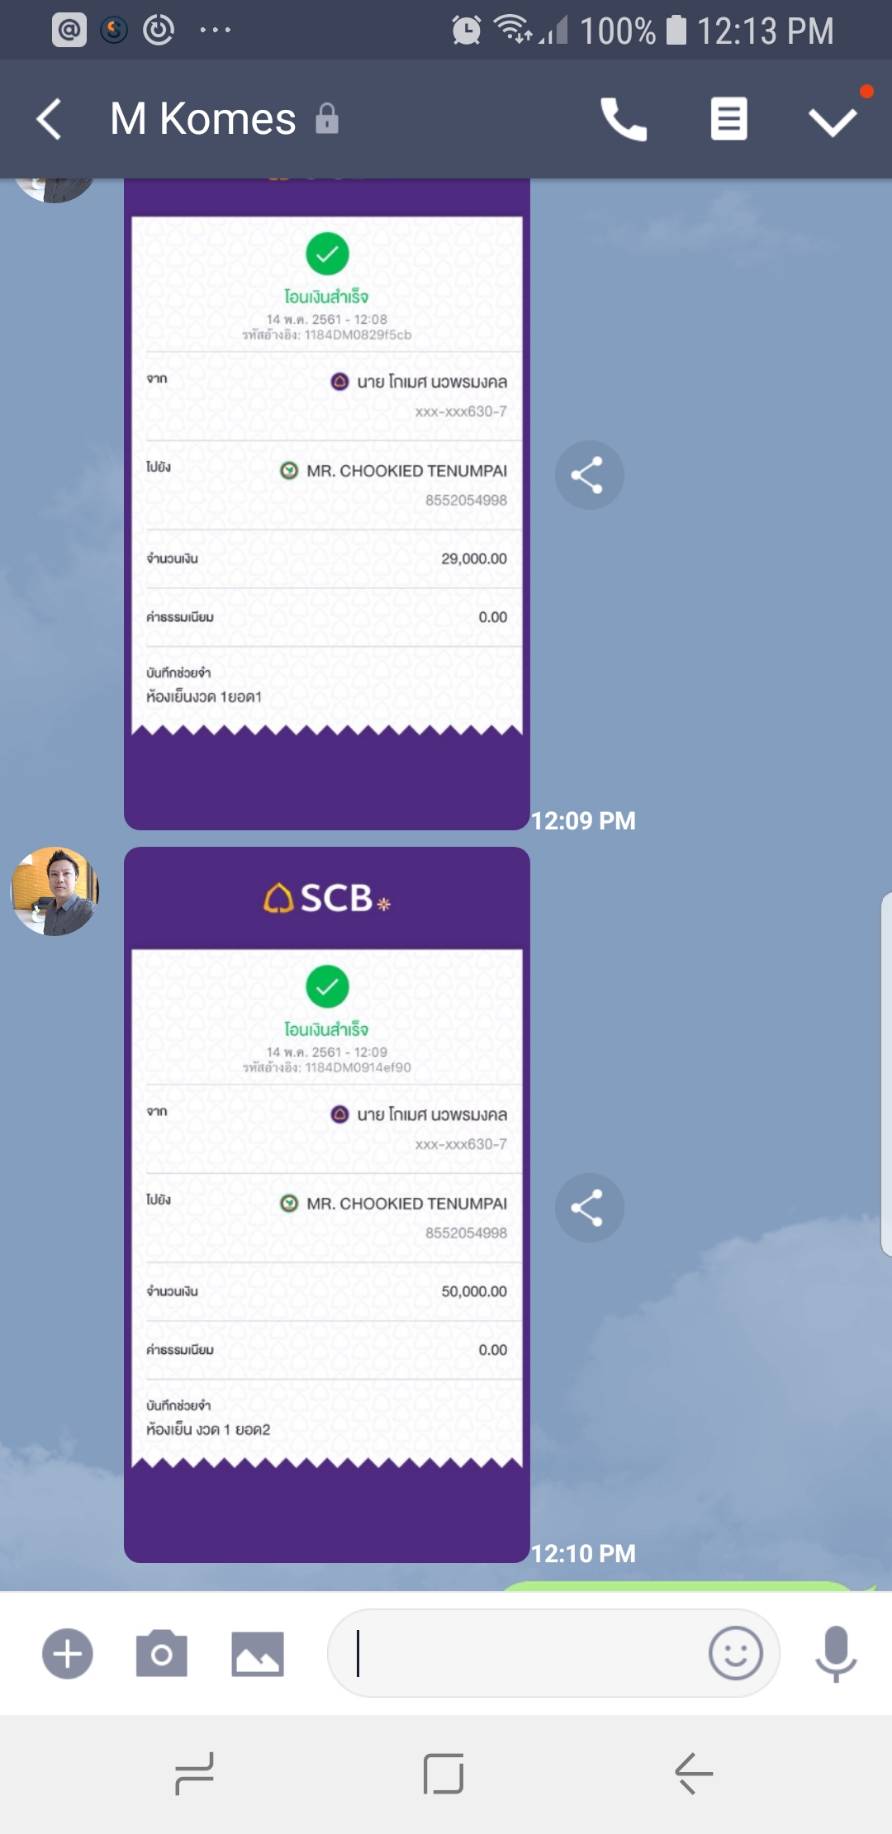 100% 12:13 PM
M Komes
โอนเงินสำเร็จ
14 พ.ค. 2561 - 12:08
รหัสอ้างอิง: 1184DM0829f5cb
จาก
นาย โกเมศ นวพรมงคล
xxx-xxx630-7
ไปยัง
MR. CHOOKIED TENUMPAI
8552054998
จำนวนเงิน 29,000.00
ค่าธรรมเนียม 0.00
บันทึกช่วยจำ
ห้องเย็นงวด 1ยอด1
12:09 PM
SCB
โอนเงินสำเร็จ
14 พ.ค. 2561 - 12:09
รหัสอ้างอิง: 1184DM0914ef90
จาก
นาย โกเมศ นวพรมงคล
xxx-xxx630-7
ไปยัง
MR. CHOOKIED TENUMPAI
8552054998
จำนวนเงิน 50,000.00
ค่าธรรมเนียม 0.00
บันทึกช่วยจำ
ห้องเย็น งวด 1 ยอด2
12:10 PM